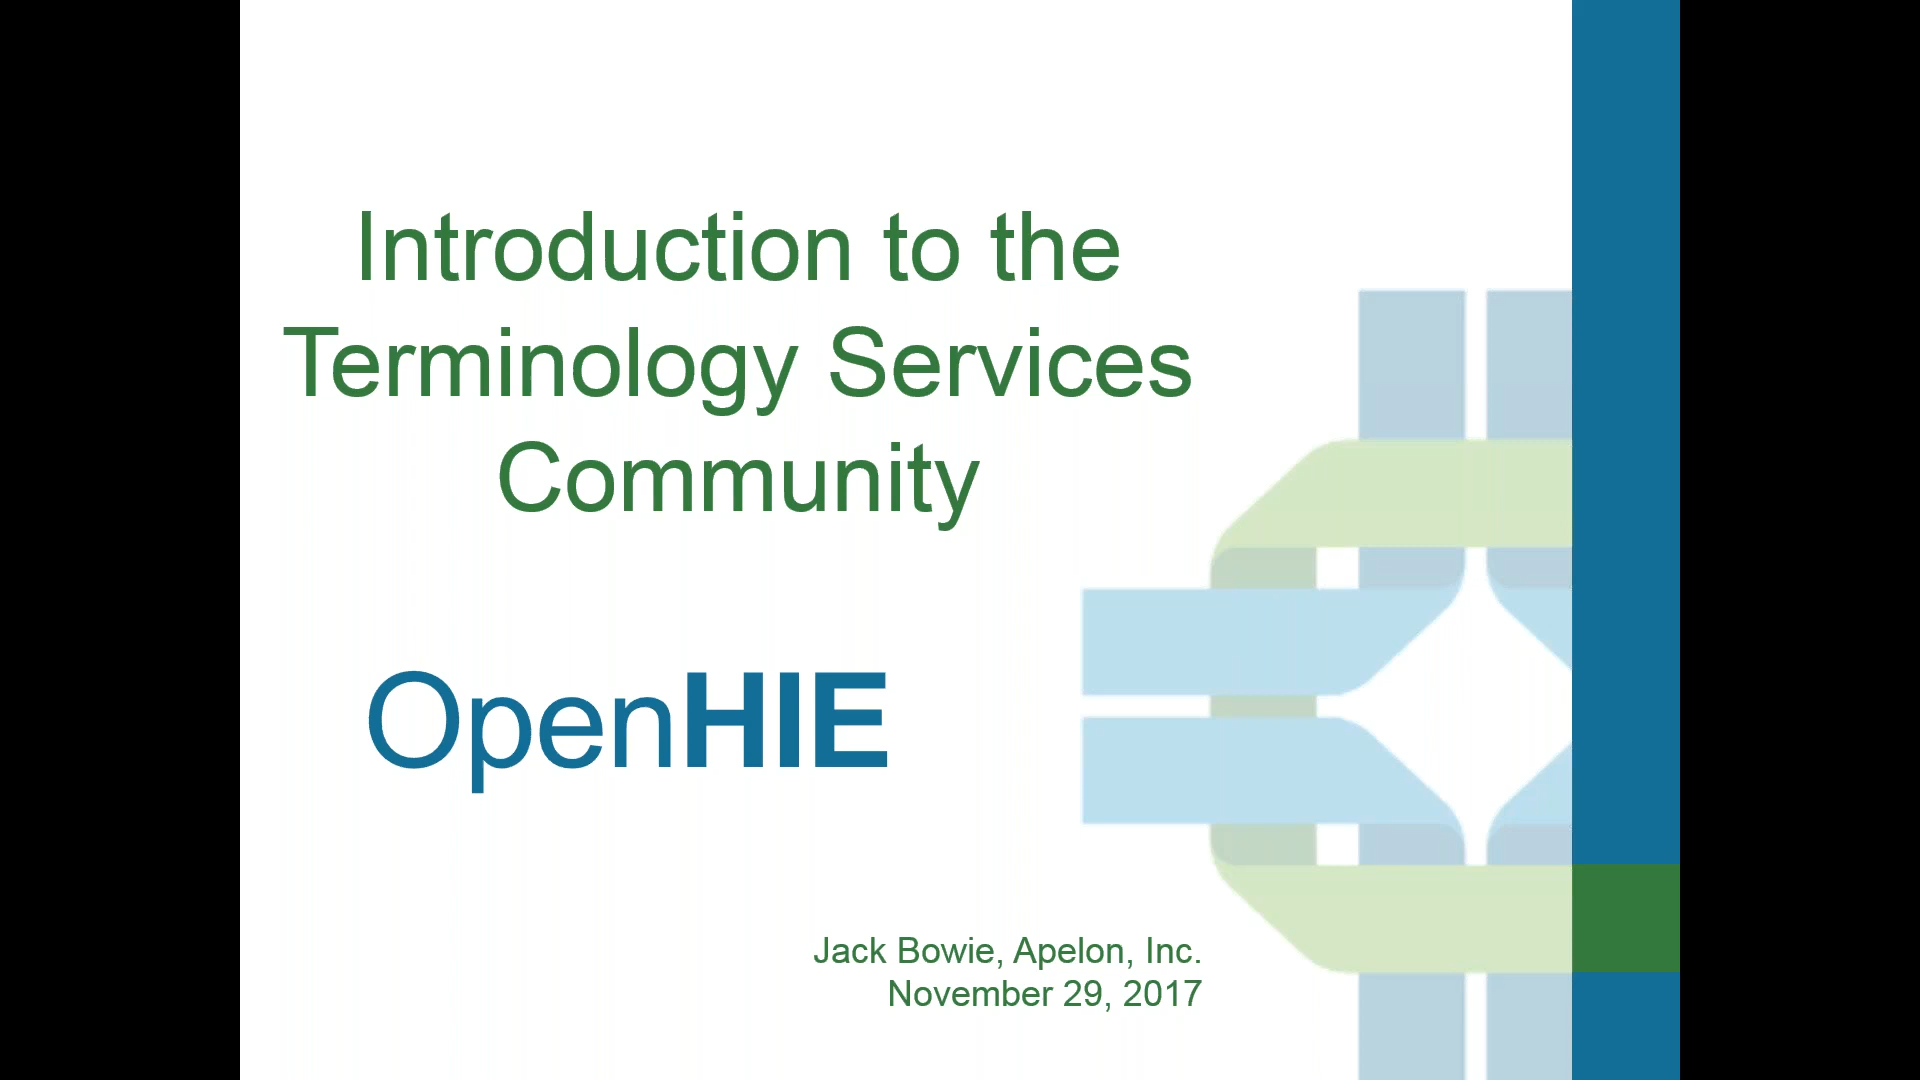 Introduction to the
Terminology Services
Community
OpenHIE
Jack Bowie, Apelon, Inc.
November 29, 2017